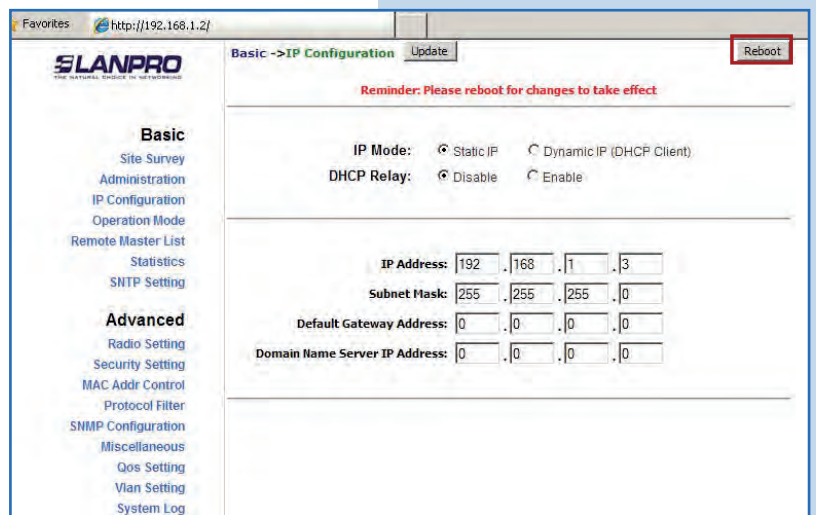 Favorites
http://192.168.1.2/
LANPRO
THE NATURAL CHOICE IN NETWORKING
Basic ->IP Configuration Update Reboot
Reminder: Please reboot for changes to take effect
Basic
Site Survey
Administration
IP Configuration
Operation Mode
Remote Master List
Statistics
SNTP Setting
Advanced
Radio Setting
Security Setting
MAC Addr Control
Protocol Filter
SNMP Configuration
Miscellaneous
Qos Setting
Vlan Setting
System Log
IP Mode: Static IP Dynamic IP (DHCP Client)
DHCP Relay: Disable Enable
IP Address: 192 . 168 . 1 . 3
Subnet Mask: 255 . 255 . 255 . 0
Default Gateway Address: 0 . 0 . 0 . 0
Domain Name Server IP Address: 0 . 0 . 0 . 0